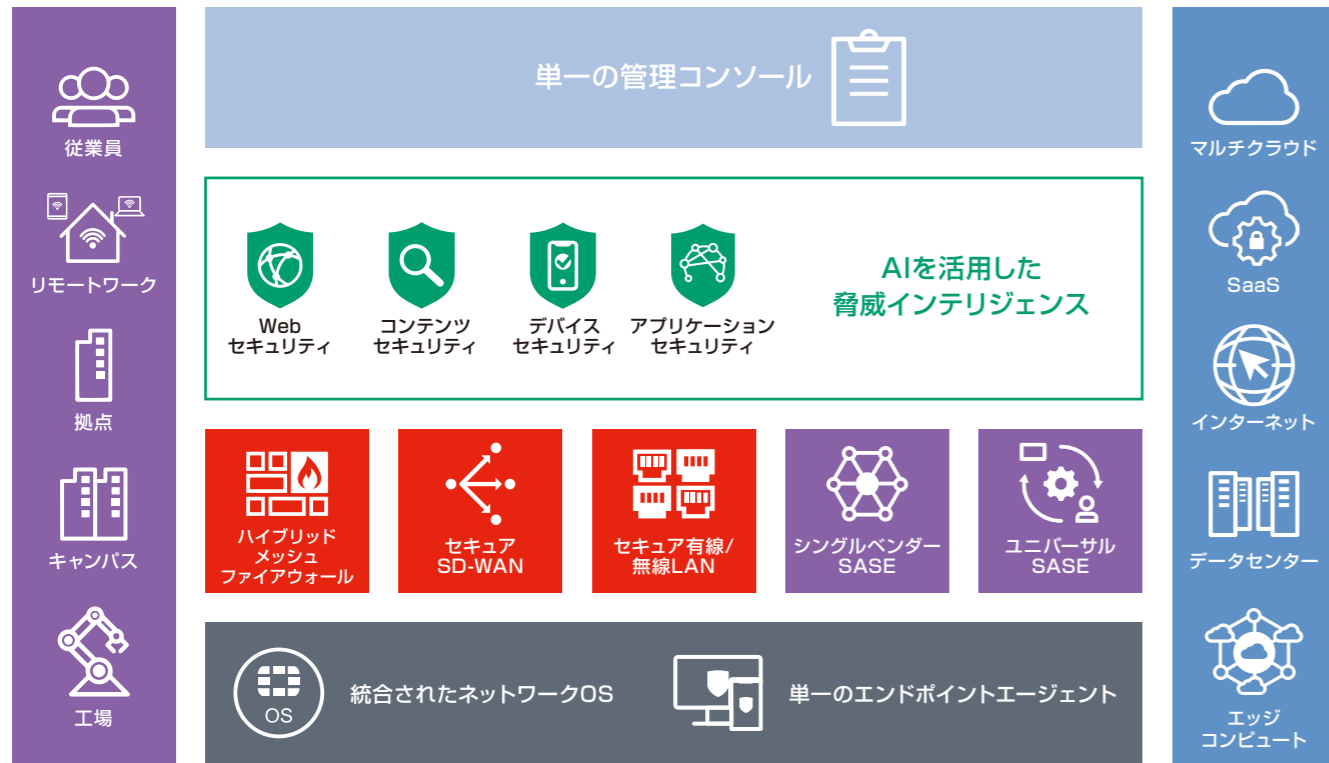 従業員
リモートワーク
拠点
キャンパス
工場
単一の管理コンソール
Web
セキュリティ
コンテンツ
セキュリティ
デバイス
セキュリティ
アプリケーション
セキュリティ
AIを活用した
脅威インテリジェンス
ハイブリッド
メッシュ
ファイアウォール
セキュア
SD-WAN
セキュア有線/
無線LAN
シングルベンダー
SASE
ユニバーサル
SASE
OS
統合されたネットワークOS
単一のエンドポイントエージェント
マルチクラウド
SaaS
インターネット
データセンター
エッジ
コンピュート